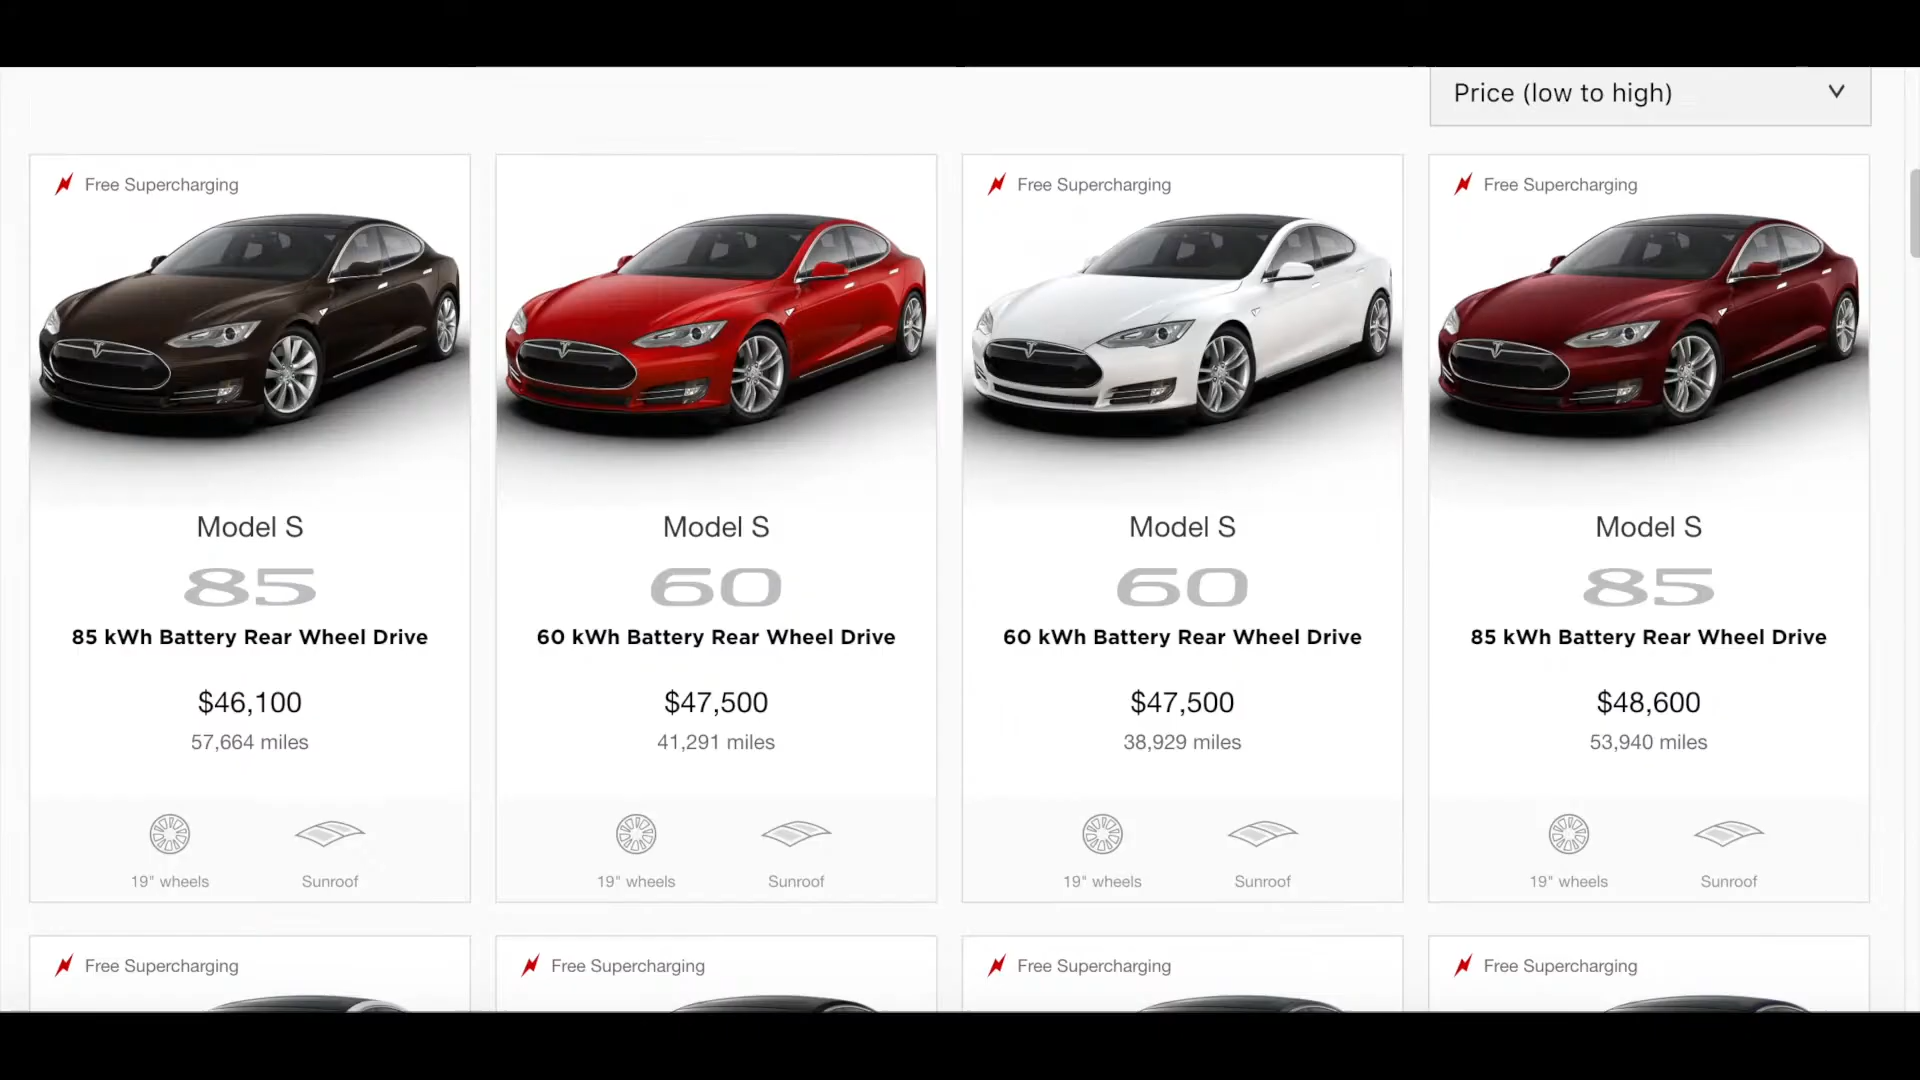 Price (low to high)
Free Supercharging
Model S
85
85 kWh Battery Rear Wheel Drive
$46,100
57,664 miles
19" wheels
Sunroof
Model S
60
60 kWh Battery Rear Wheel Drive
$47,500
41,291 miles
19" wheels
Sunroof
Free Supercharging
Model S
60
60 kWh Battery Rear Wheel Drive
$47,500
38,929 miles
19" wheels
Sunroof
Free Supercharging
Model S
85
85 kWh Battery Rear Wheel Drive
$48,600
53,940 miles
19" wheels
Sunroof
Free Supercharging
Free Supercharging
Free Supercharging
Free Supercharging